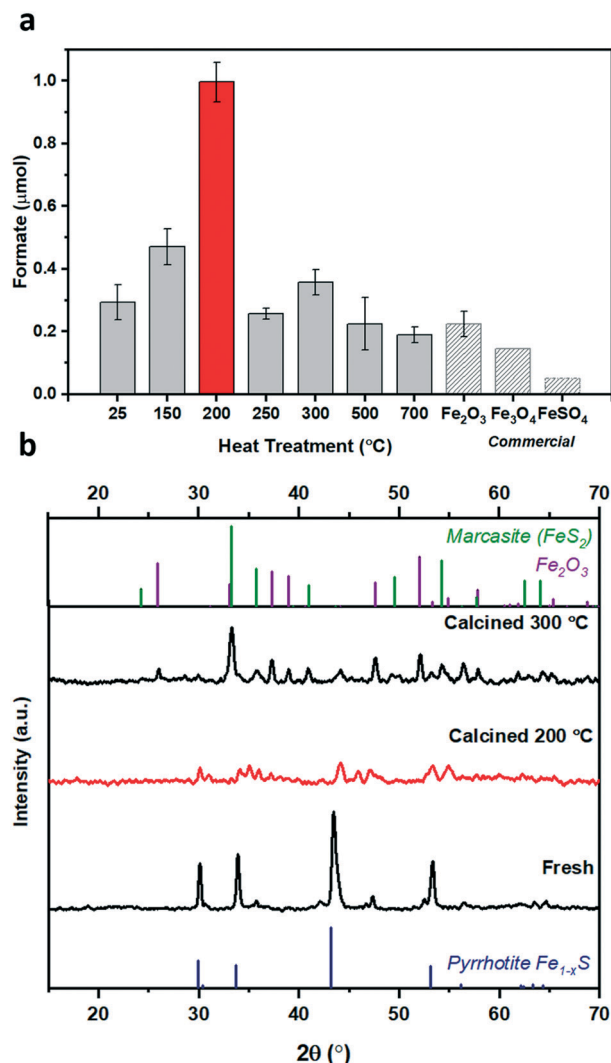 a
Formate (µmol)
1.0
0.8
0.6
0.4
0.2
0.0
25 150 200 250 300 500 700 Fe₂O₃ Fe₃O₄ FeSO₄
Heat Treatment (°C)
Commercial
b
20 30 40 50 60 70
Marcasite (FeS₂)
Fe₂O₃
Calcined 300 °C
Calcined 200 °C
Fresh
Pyrrhotite Fe₁₋ₓS
Intensity (a.u.)
20 30 40 50 60 70
2θ (°)